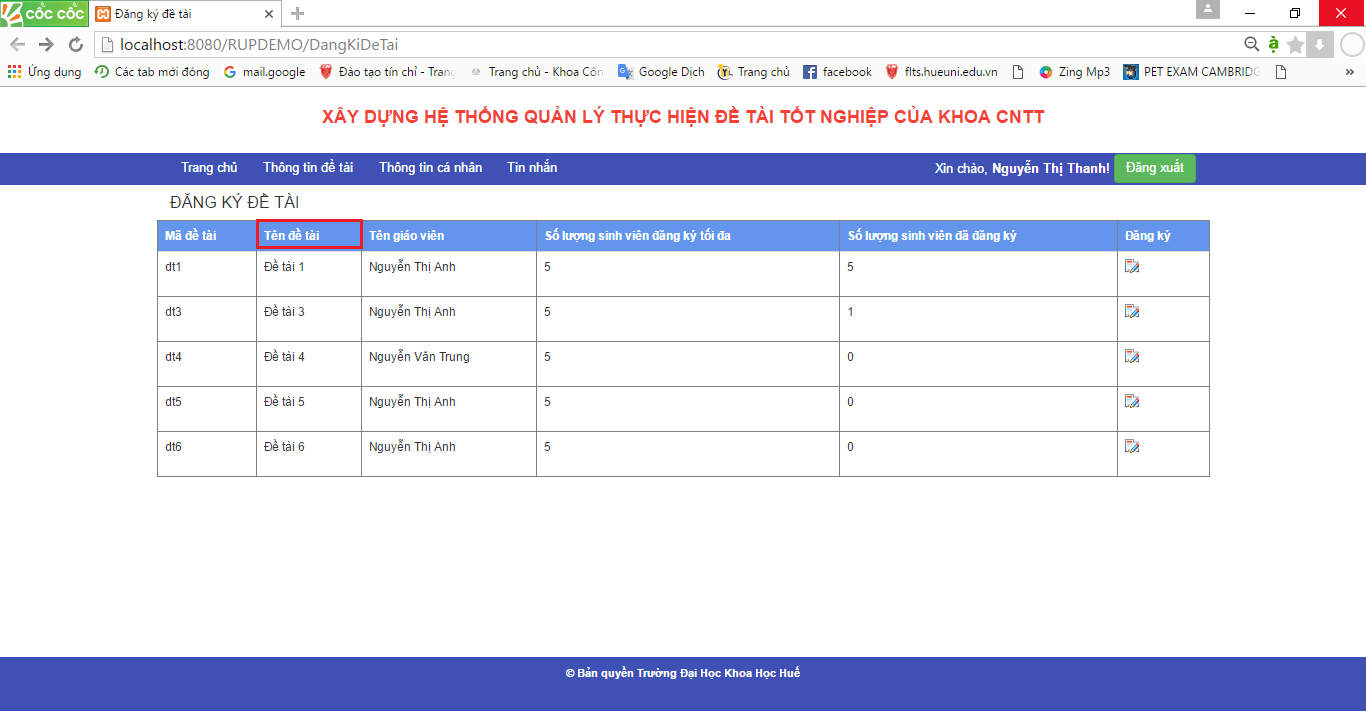 cốc cốc
Đăng ký đề tài
localhost:8080/RUPDEMO/DangKiDeTai
Ứng dụng Các tab mới đóng mail.google Đào tạo tín chỉ - Trang Trang chủ - Khoa Côn Google Dịch Trang chủ facebook flts.hueuni.edu.vn Zing Mp3 PET EXAM CAMBRIDG »
XÂY DỰNG HỆ THỐNG QUẢN LÝ THỰC HIỆN ĐỀ TÀI TỐT NGHIỆP CỦA KHOA CNTT
Trang chủ Thông tin đề tài Thông tin cá nhân Tin nhắn Xin chào, Nguyễn Thị Thanh! Đăng xuất
ĐĂNG KÝ ĐỀ TÀI
Mã đề tài Tên đề tài Tên giáo viên Số lượng sinh viên đăng ký tối đa Số lượng sinh viên đã đăng ký Đăng ký
dt1 Đề tài 1 Nguyễn Thị Anh 5 5
dt3 Đề tài 3 Nguyễn Thị Anh 5 1
dt4 Đề tài 4 Nguyễn Văn Trung 5 0
dt5 Đề tài 5 Nguyễn Thị Anh 5 0
dt6 Đề tài 6 Nguyễn Thị Anh 5 0
© Bản quyền Trường Đại Học Khoa Học Huế